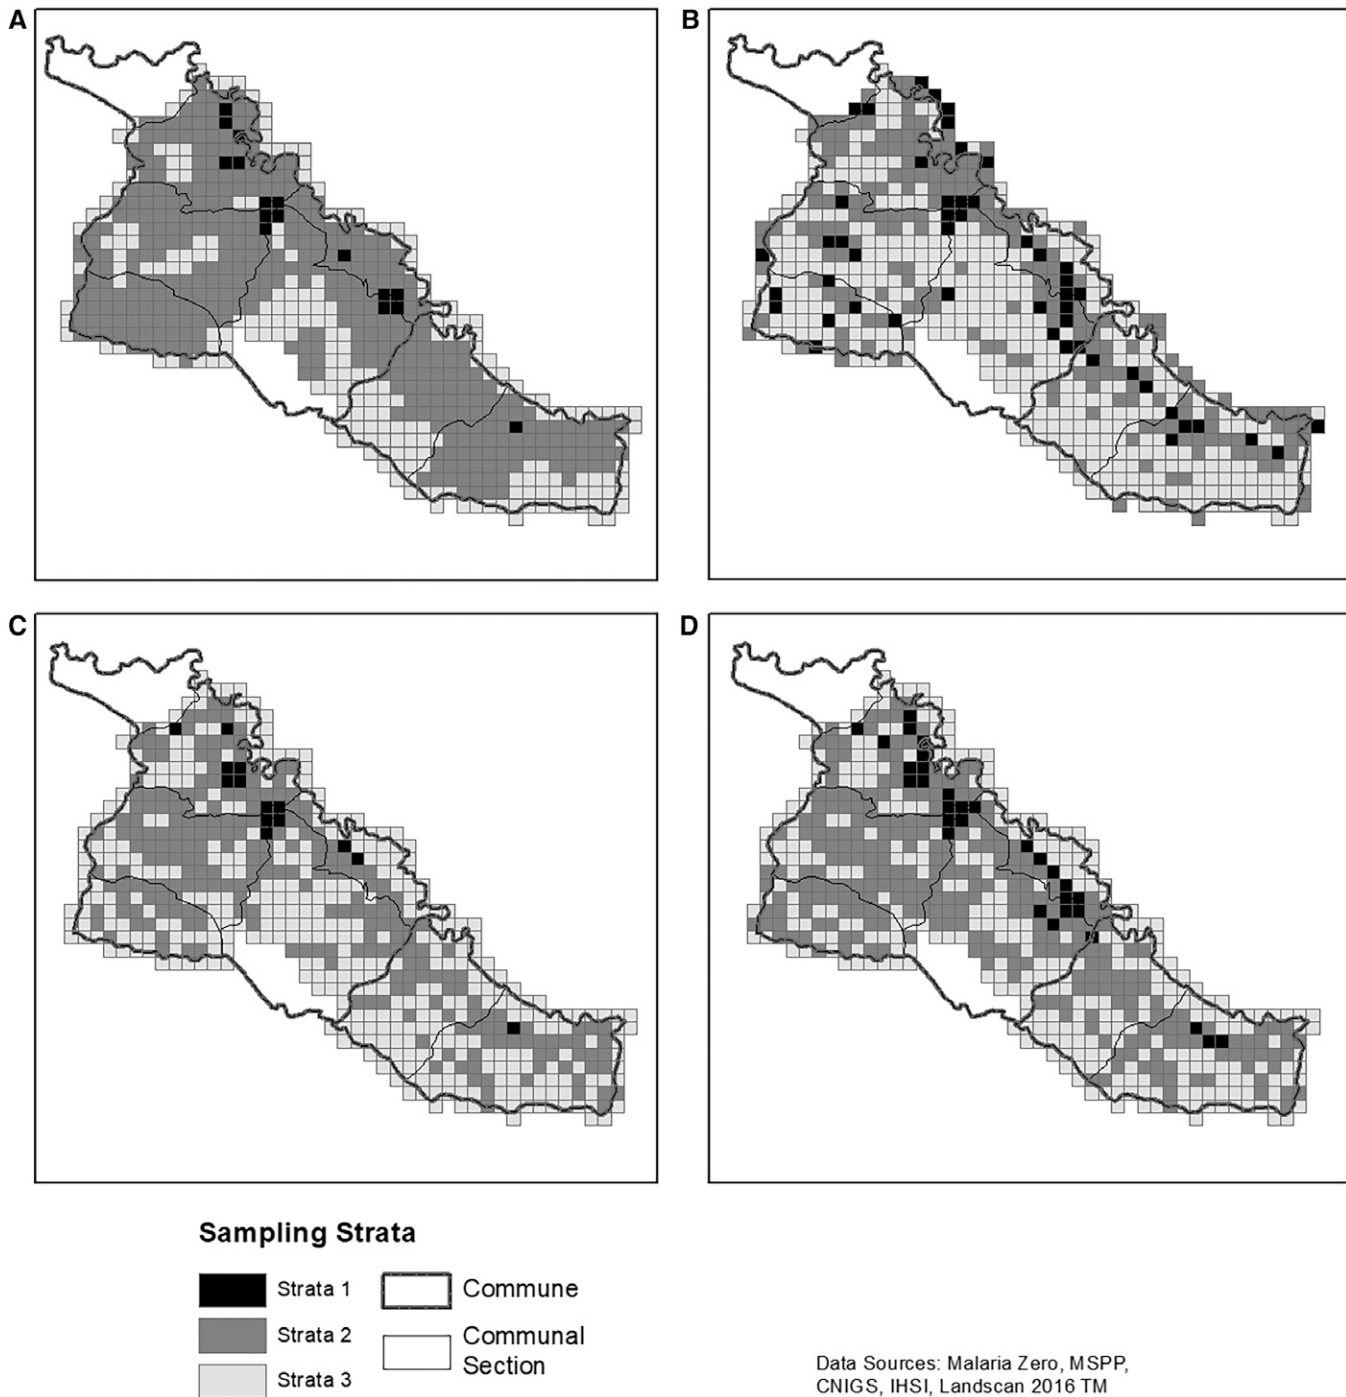 A
B
C
D
Sampling Strata
Strata 1
Strata 2
Strata 3
Commune
Communal
Section
Data Sources: Malaria Zero, MSPP,
CNIGS, IHSI, Landscan 2016 TM